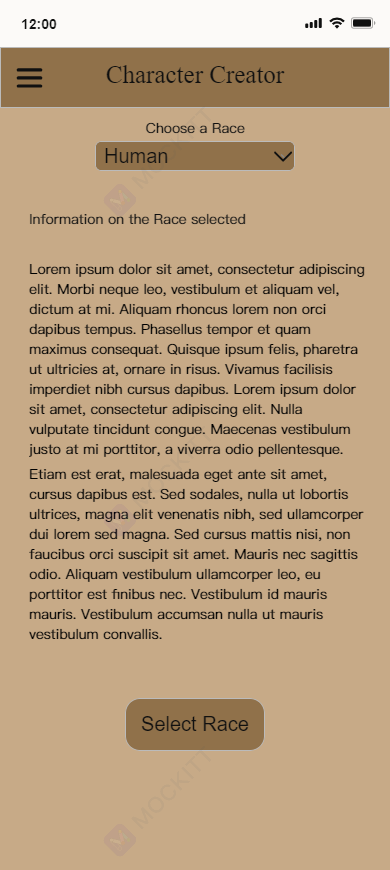 12:00
Character Creator
Choose a Race
Human
Information on the Race selected
Lorem ipsum dolor sit amet, consectetur adipiscing
elit. Morbi neque leo, vestibulum et aliquam vel,
dictum at mi. Aliquam rhoncus lorem non orci
dapibus tempus. Phasellus tempor et quam
maximus consequat. Quisque ipsum felis, pharetra
ut ultricies at, ornare in risus. Vivamus facilisis
imperdiet nibh cursus dapibus. Lorem ipsum dolor
sit amet, consectetur adipiscing elit. Nulla
vulputate tincidunt congue. Maecenas vestibulum
justo at mi porttitor, a viverra odio pellentesque.
Etiam est erat, malesuada eget ante sit amet,
cursus dapibus est. Sed sodales, nulla ut lobortis
ultrices, magna elit venenatis nibh, sed ullamcorper
dui lorem sed magna. Sed cursus mattis nisi, non
faucibus orci suscipit sit amet. Mauris nec sagittis
odio. Aliquam vestibulum ullamcorper leo, eu
porttitor est finibus nec. Vestibulum id mauris
mauris. Vestibulum accumsan nulla ut mauris
vestibulum convallis.
Select Race
MOCKITT
MOCKITT
MOCKITT